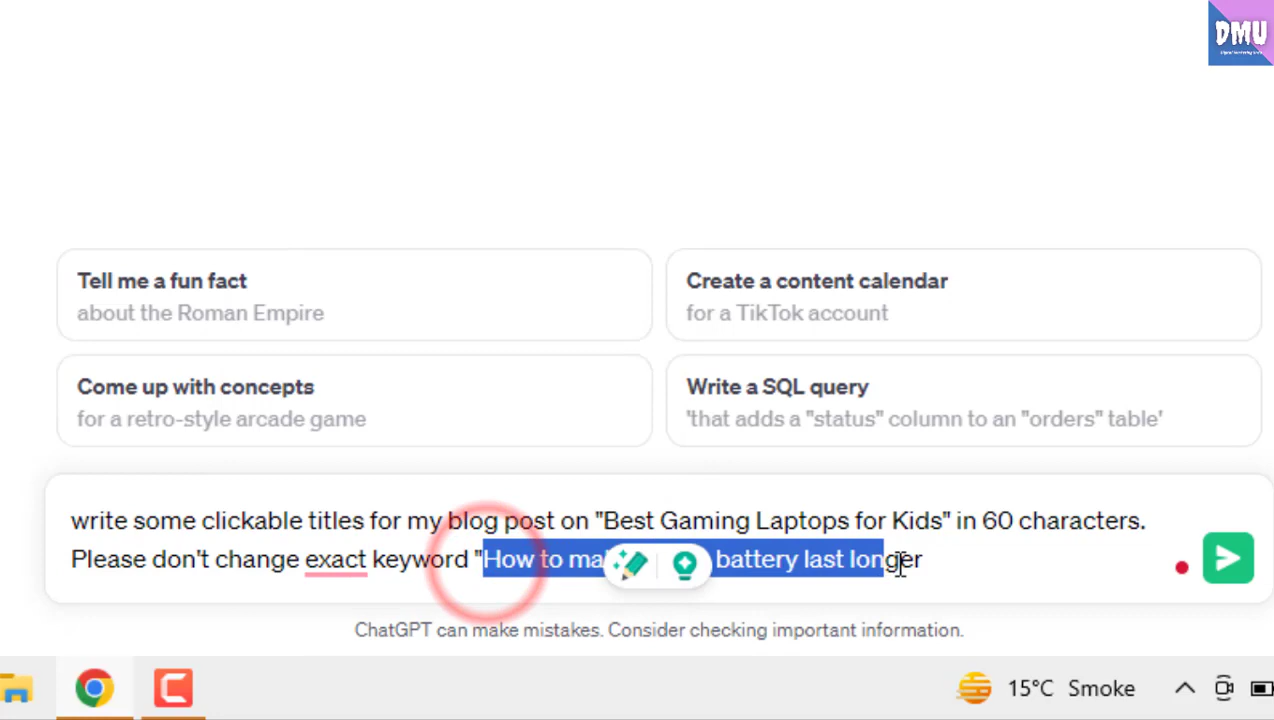 DMU
Tell me a fun fact
about the Roman Empire
Create a content calendar
for a TikTok account
Come up with concepts
for a retro-style arcade game
Write a SQL query
'that adds a "status" column to an "orders" table'
write some clickable titles for my blog post on "Best Gaming Laptops for Kids" in 60 characters.
Please don't change exact keyword "How to battery last longer
ChatGPT can make mistakes. Consider checking important information.
15°C Smoke